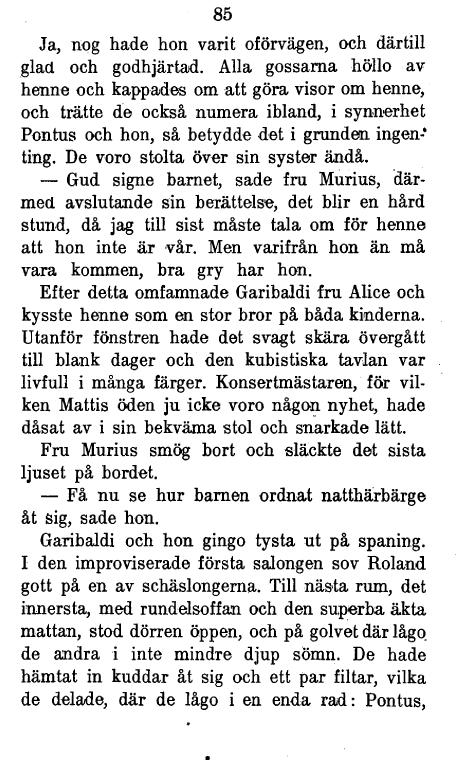 85
Ja, nog hade hon varit oförvägen, och därtill
glad och godhjärtad. Alla gossarna höllo av
henne och kappades om att göra visor om henne,
och trätte de också numera ibland, i synnerhet
Pontus och hon, så betydde det i grunden ingen-
ting. De voro stolta över sin syster ändå.
— Gud signe barnet, sade fru Murius, där-
med avslutande sin berättelse, det blir en hård
stund, då jag till sist måste tala om för henne
att hon inte är vår. Men varifrån hon än må
vara kommen, bra gry har hon.
Efter detta omfamnade Garibaldi fru Alice och
kysste henne som en stor bror på båda kinderna.
Utanför fönstren hade det svagt skära övergått
till blank dager och den kubistiska tavlan var
livfull i många färger. Konsertmästaren, för vil-
ken Mattis öden ju icke voro någon nyhet, hade
dåsat av i sin bekväma stol och snarkade lätt.
Fru Murius smög bort och släckte det sista
ljuset på bordet.
— Få nu se hur barnen ordnat natthärbärge
åt sig, sade hon.
Garibaldi och hon gingo tysta ut på spaning.
I den improviserade första salongen sov Roland
gott på en av schäslongerna. Till nästa rum, det
innersta, med rundelsoffan och den superba äkta
mattan, stod dörren öppen, och på golvet där lågo
de andra i inte mindre djup sömn. De hade
hämtat in kuddar åt sig och ett par filtar, vilka
de delade, där de lågo i en enda rad: Pontus,